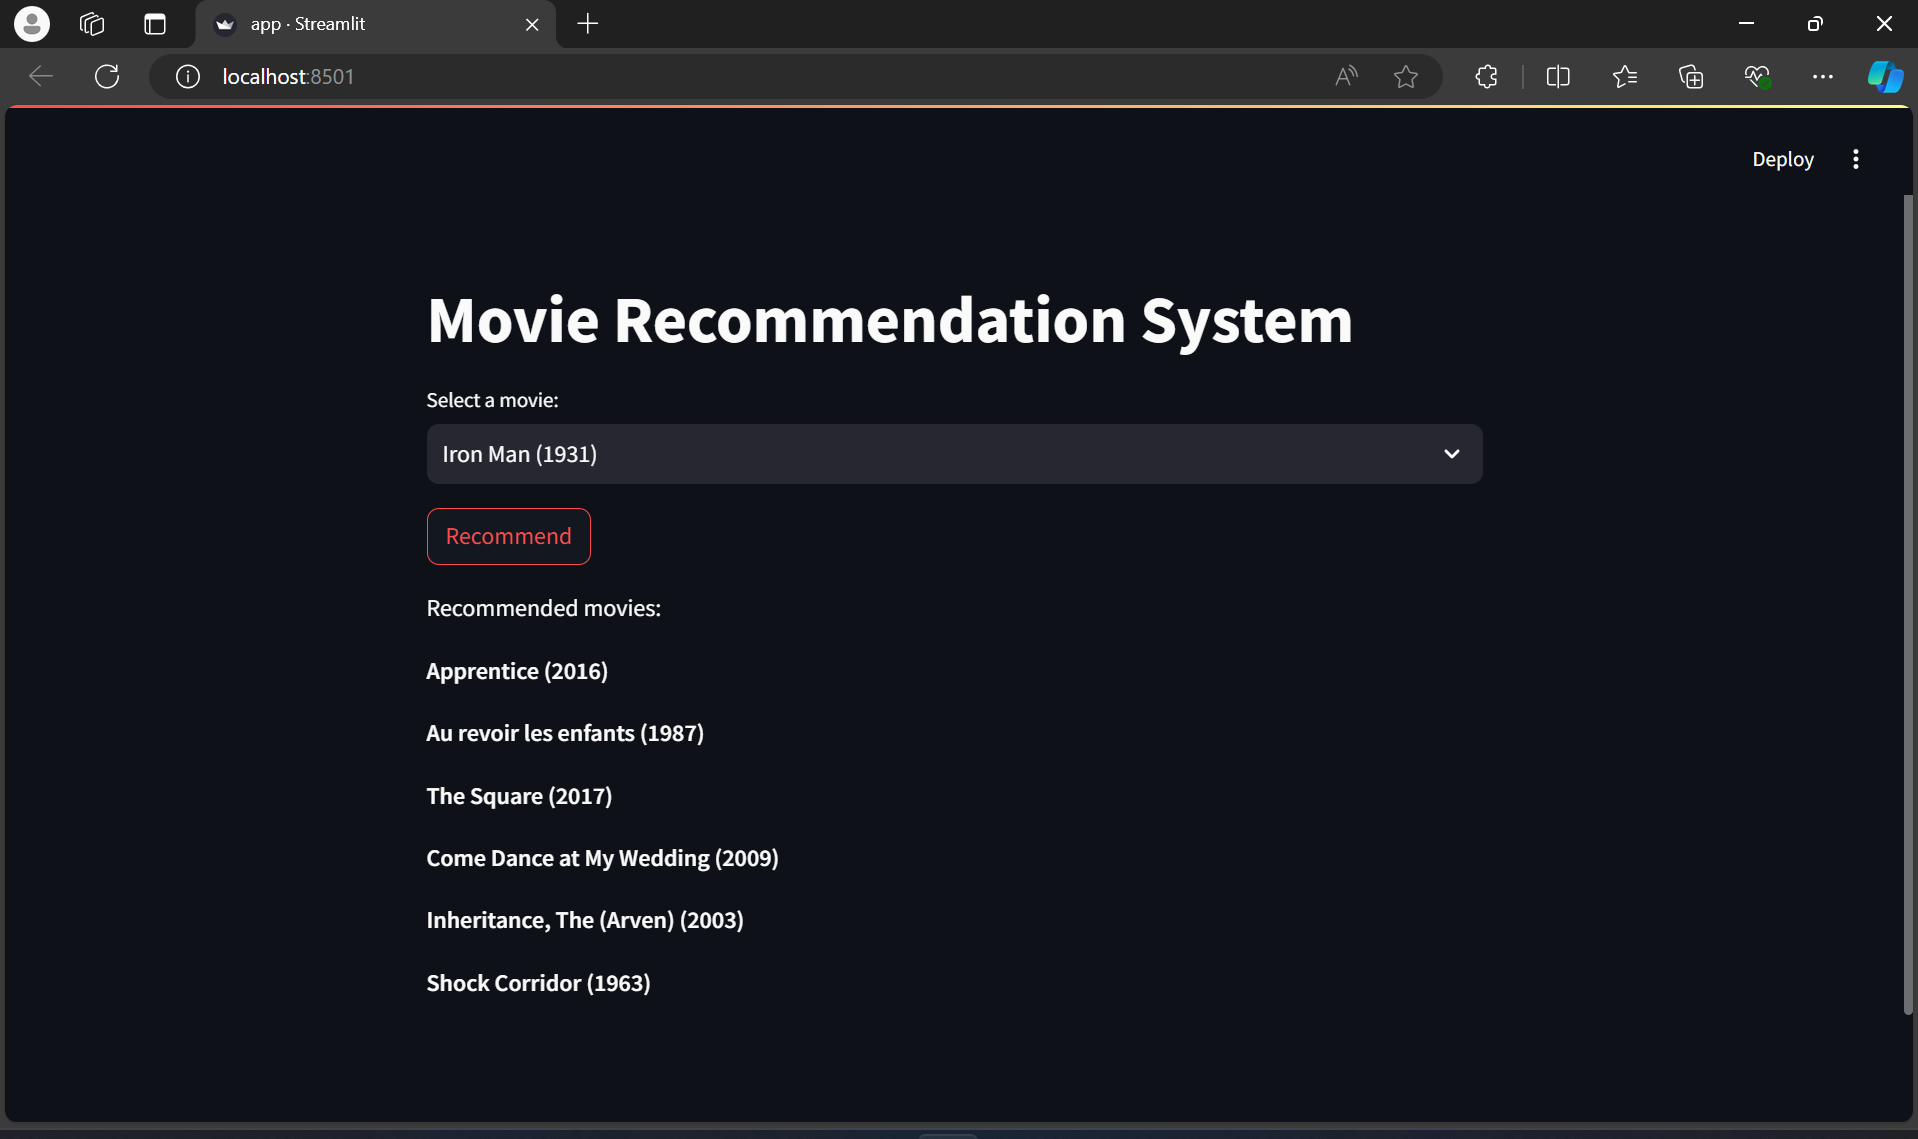 app · Streamlit
localhost:8501
Deploy
Movie Recommendation System
Select a movie:
Iron Man (1931)
Recommend
Recommended movies:
Apprentice (2016)
Au revoir les enfants (1987)
The Square (2017)
Come Dance at My Wedding (2009)
Inheritance, The (Arven) (2003)
Shock Corridor (1963)